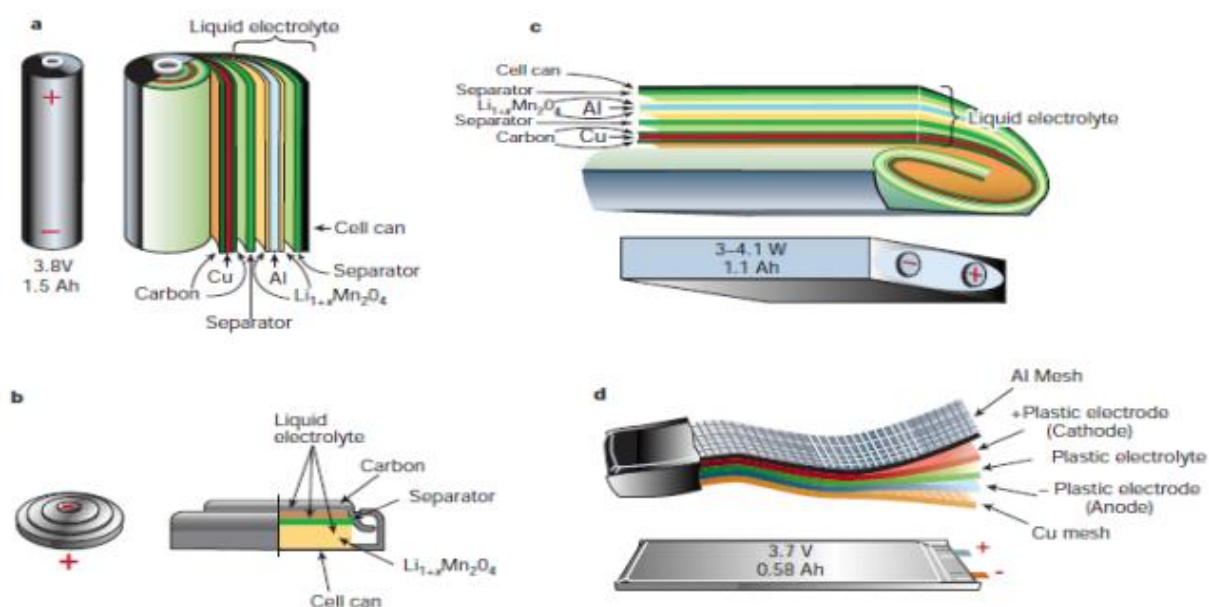 a
Liquid electrolyte
+
−
3.8V
1.5 Ah
Cu
Al
Carbon
Separator
Li1+xMn2O4
Separator
Cell can
c
Cell can
Separator
Li1+xMn2O4
Al
Separator
Carbon
Cu
Liquid electrolyte
3–4.1 W
1.1 Ah
−
+
b
−
+
Liquid
electrolyte
Carbon
Separator
Li1+xMn2O4
Cell can
d
Al Mesh
+Plastic electrode
(Cathode)
Plastic electrolyte
− Plastic electrode
(Anode)
Cu mesh
3.7 V
0.58 Ah
+
-